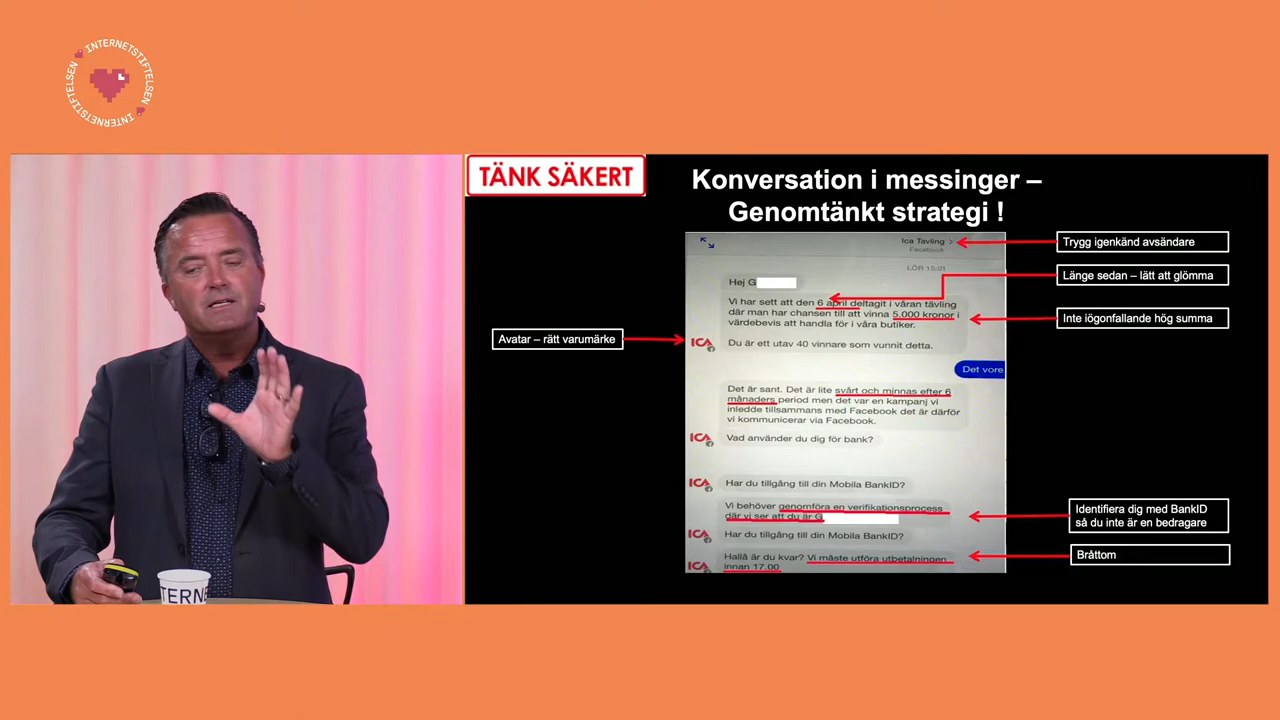 INTERNETSTIFTELSEN
INTERNETSTIFTELSEN
TERNE
TÄNK SÄKERT
Konversation i messinger –
Genomtänkt strategi !
Ica Tavling >
Facebook
Trygg igenkänd avsändare
LÖR 15:01
Länge sedan – lätt att glömma
Hej G
Vi har sett att den 6 april deltagit i våran tävling
där man har chansen till att vinna 5.000 kronor i
värdebevis att handla för i våra butiker.
Inte iögonfallande hög summa
Avatar – rätt varumärke
ICA
Du är ett utav 40 vinnare som vunnit detta.
Det vore
Det är sant. Det är lite svårt och minnas efter 6
månaders period men det var en kampanj vi
inledde tillsammans med Facebook det är därför
vi kommunicerar via Facebook.
ICA
Vad använder du dig för bank?
ICA
Har du tillgång till din Mobila BankID?
Vi behöver genomföra en verifikationsprocess
där vi ser att du är G
Identifiera dig med BankID
så du inte är en bedragare
ICA
Har du tillgång till din Mobila BankID?
Hallå är du kvar? Vi måste utföra utbetalningen
innan 17.00
ICA
Bråttom